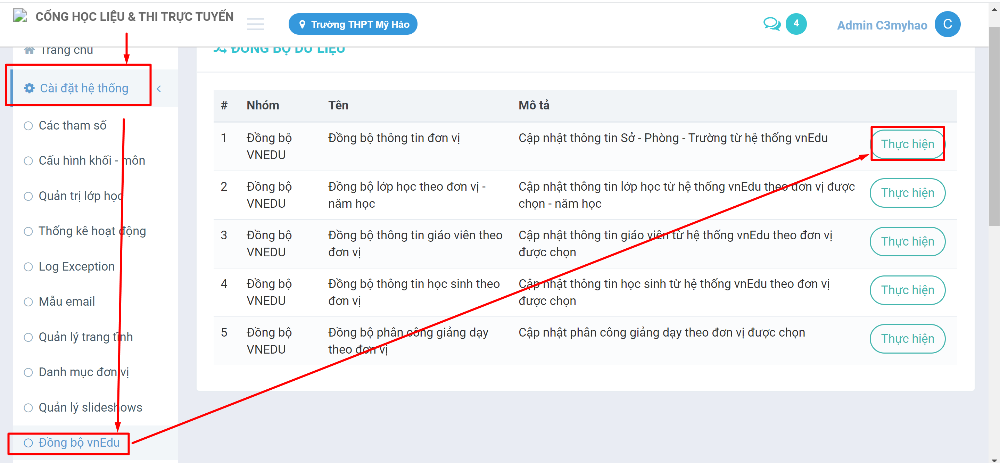 CỔNG HỌC LIỆU & THI TRỰC TUYẾN
Trường THPT Mỹ Hào
4
Admin C3myhao
C
Trang chủ
Cài đặt hệ thống
Các tham số
Cấu hình khối - môn
Quản trị lớp học
Thống kê hoạt động
Log Exception
Mẫu email
Quản lý trang tĩnh
Danh mục đơn vị
Quản lý slideshows
Đồng bộ vnEdu
ĐỒNG BỘ DỮ LIỆU
# Nhóm Tên Mô tả
1 Đồng bộ Đồng bộ thông tin đơn vị Cập nhật thông tin Sở - Phòng - Trường từ hệ thống vnEdu Thực hiện
VNEDU
2 Đồng bộ Đồng bộ lớp học theo đơn vị - Cập nhật thông tin lớp học từ hệ thống vnEdu theo đơn vị được Thực hiện
VNEDU năm học chọn - năm học
3 Đồng bộ Đồng bộ thông tin giáo viên theo Cập nhật thông tin giáo viên từ hệ thống vnEdu theo đơn vị Thực hiện
VNEDU đơn vị được chọn
4 Đồng bộ Đồng bộ thông tin học sinh theo Cập nhật thông tin học sinh từ hệ thống vnEdu theo đơn vị Thực hiện
VNEDU đơn vị được chọn
5 Đồng bộ Đồng bộ phân công giảng dạy Cập nhật phân công giảng dạy theo đơn vị được chọn Thực hiện
VNEDU theo đơn vị